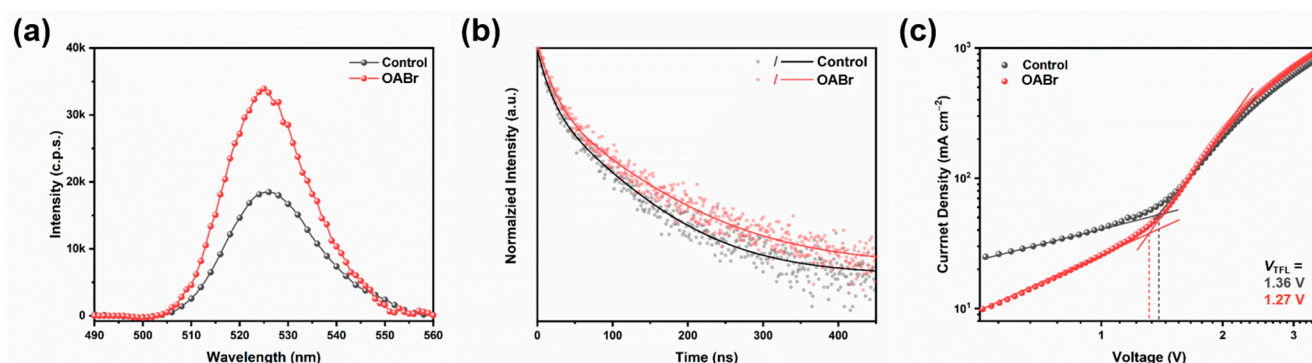 (a)
40k
30k
20k
10k
0
Intensity (c.p.s.)
Control
OABr
490 500 510 520 530 540 550 560
Wavelength (nm)
(b)
Normalzied Intensity (a.u.)
/ Control
/ OABr
0 100 200 300 400
Time (ns)
(c)
10³
10²
10¹
Currnet Density (mA cm⁻²)
Control
OABr
V_TFL =
1.36 V
1.27 V
1 2 3
Voltage (V)